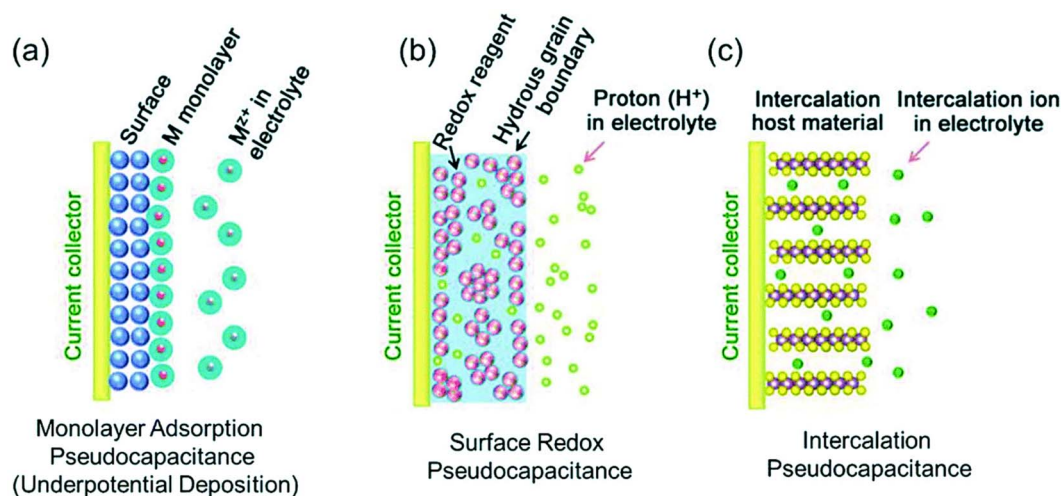 (a)
Surface
M monolayer
Mᶻ⁺ in
electrolyte
Current collector
Monolayer Adsorption
Pseudocapacitance
(Underpotential Deposition)
(b)
Redox reagent
Hydrous grain
boundary
Proton (H⁺)
in electrolyte
Current collector
Surface Redox
Pseudocapacitance
(c)
Intercalation
host material
Intercalation ion
in electrolyte
Current collector
Intercalation
Pseudocapacitance